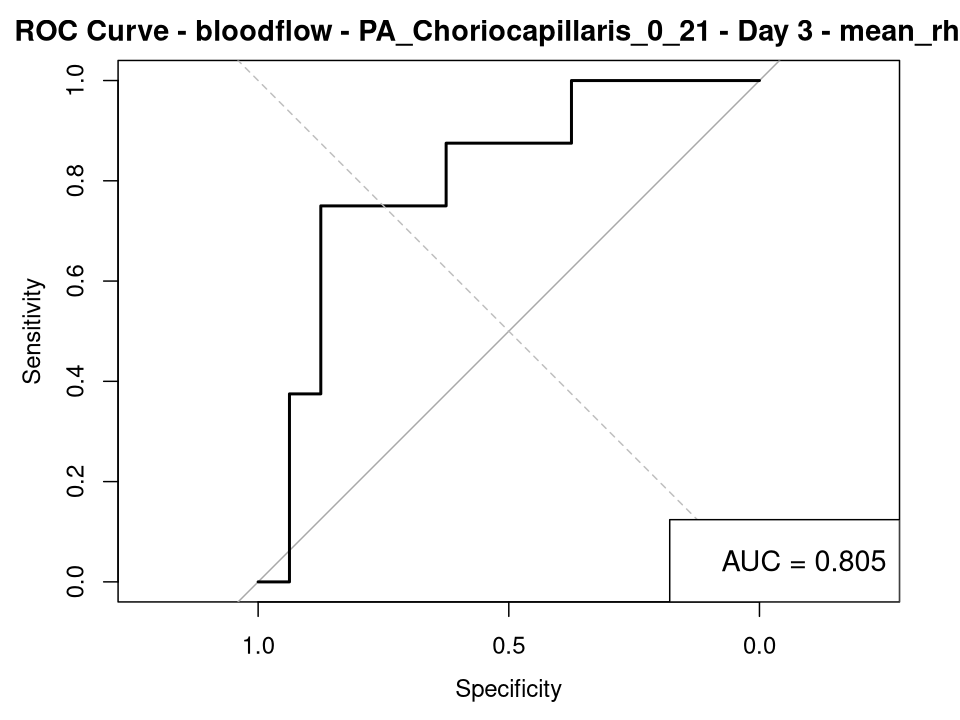 ROC Curve - bloodflow - PA_Choriocapillaris_0_21 - Day 3 - mean_rh
1.0
0.8
0.6
0.4
0.2
0.0
Sensitivity
AUC = 0.805
1.0 0.5 0.0
Specificity